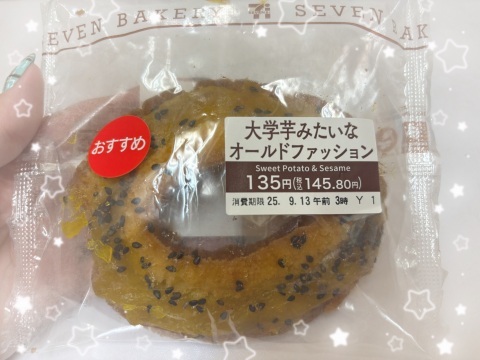 EVEN BAKERY 7 SEVEN BAK
おすすめ
大学芋みたいな
オールドファッション
Sweet Potato & Sesame
135円(税込145.80円)
消費期限 25. 9.13 午前 3時 Y 1